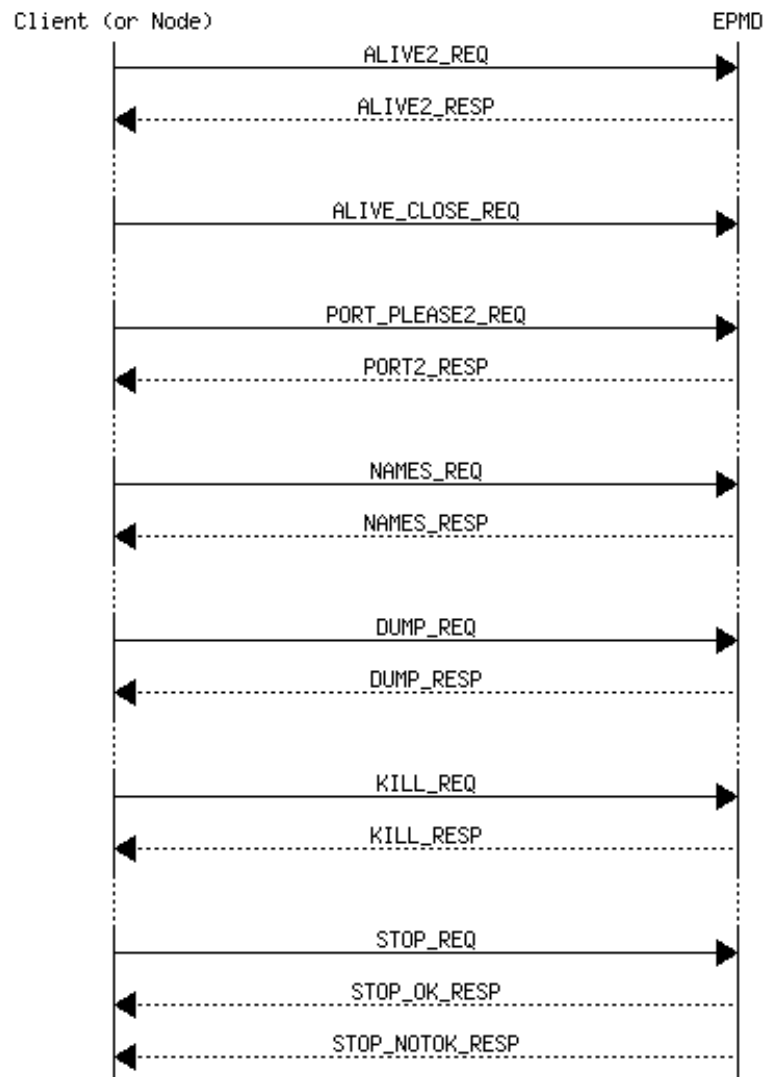 Client (or Node) EPMD
ALIVE2_REQ
ALIVE2_RESP
ALIVE_CLOSE_REQ
PORT_PLEASE2_REQ
PORT2_RESP
NAMES_REQ
NAMES_RESP
DUMP_REQ
DUMP_RESP
KILL_REQ
KILL_RESP
STOP_REQ
STOP_OK_RESP
STOP_NOTOK_RESP